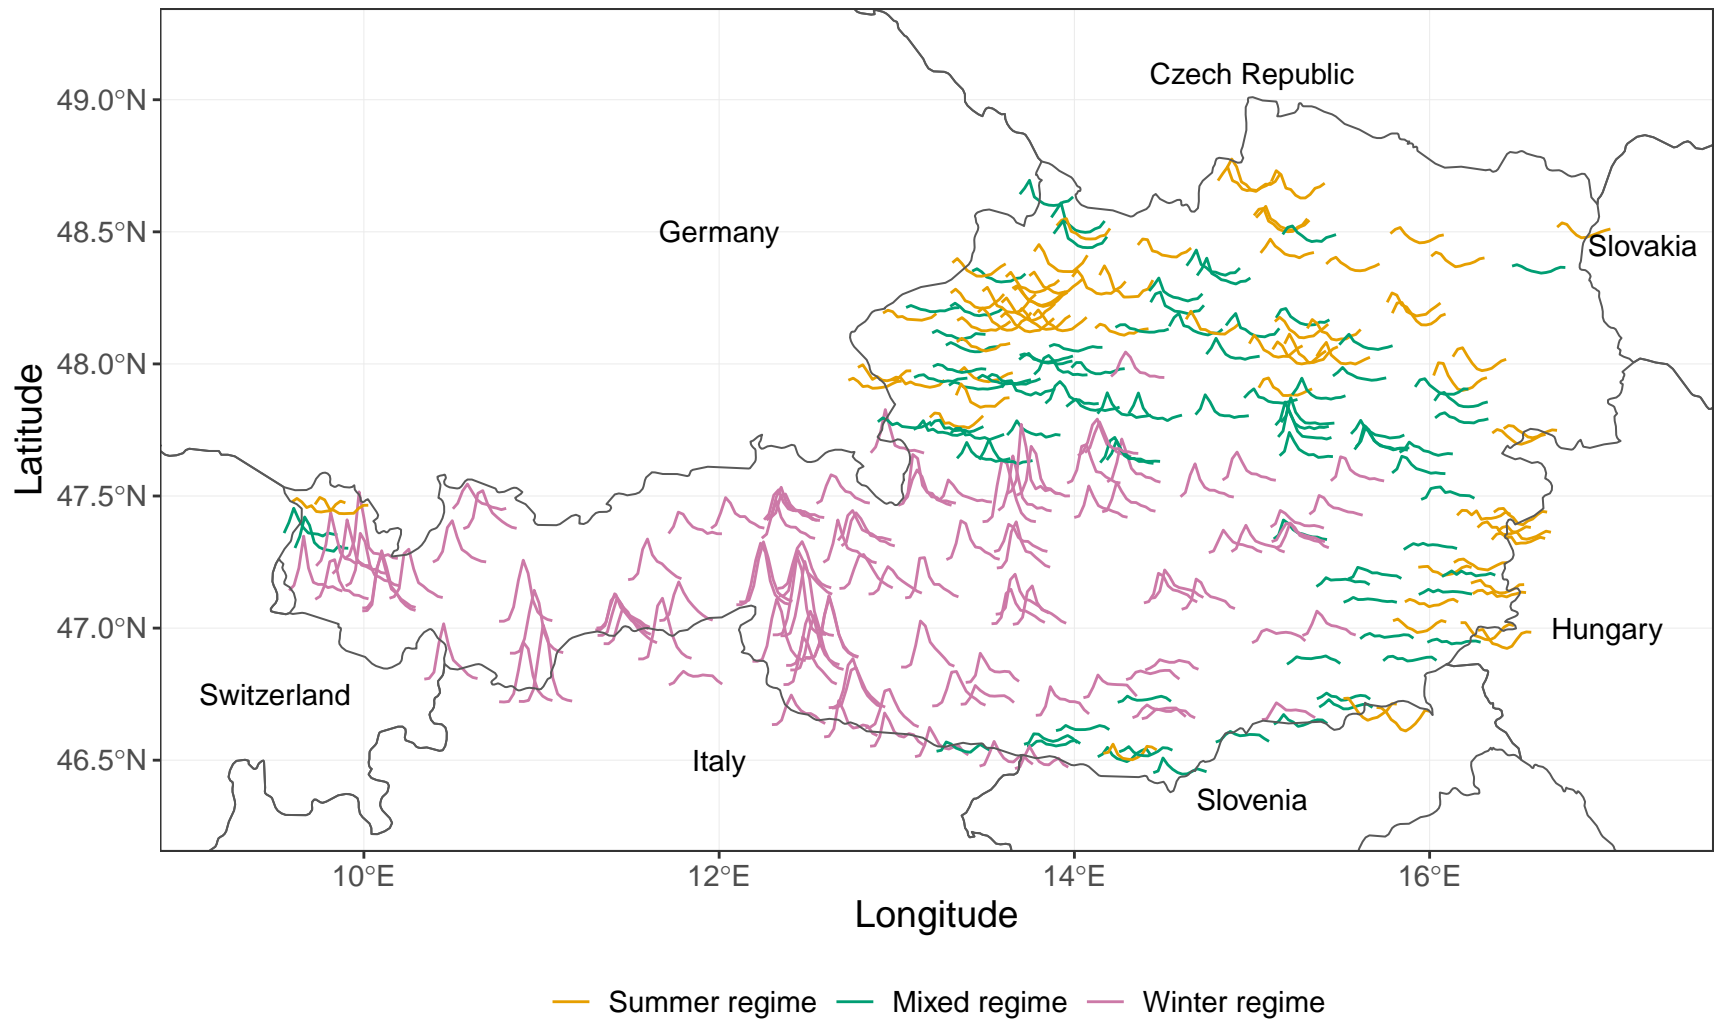 Czech Republic
49.0°N
48.5°N
Germany
Slovakia
48.0°N
Latitude
47.5°N
47.0°N
Hungary
Switzerland
46.5°N
Italy
Slovenia
10°E
12°E
14°E
16°E
Longitude
Summer regime
Mixed regime
Winter regime